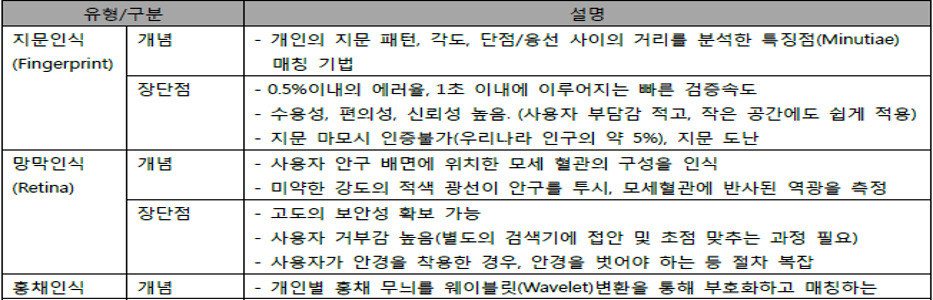 유형/구분 설명
지문인식 개념 - 개인의 지문 패턴, 각도, 단점/융선 사이의 거리를 분석한 특징점(Minutiae)
(Fingerprint) 매칭 기법
장단점 - 0.5%이내의 에러율, 1초 이내에 이루어지는 빠른 검증속도
- 수용성, 편의성, 신뢰성 높음. (사용자 부담감 적고, 작은 공간에도 쉽게 적용)
- 지문 마모시 인증불가(우리나라 인구의 약 5%), 지문 도난
망막인식 개념 - 사용자 안구 배면에 위치한 모세 혈관의 구성을 인식
(Retina) - 미약한 강도의 적색 광선이 안구를 투시, 모세혈관에 반사된 역광을 측정
장단점 - 고도의 보안성 확보 가능
- 사용자 거부감 높음(별도의 검색기에 접안 및 초점 맞추는 과정 필요)
- 사용자가 안경을 착용한 경우, 안경을 벗어야 하는 등 절차 복잡
홍채인식 개념 - 개인별 홍채 무늬를 웨이블릿(Wavelet)변환을 통해 부호화하고 매칭하는